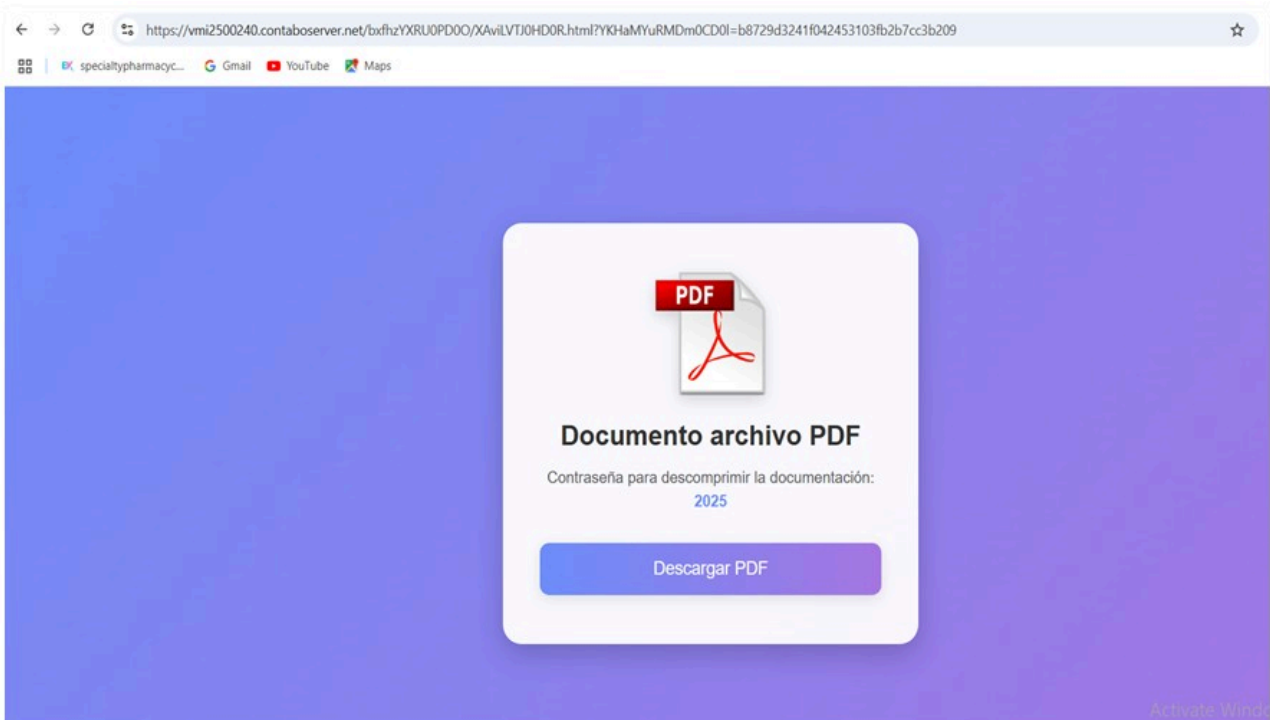 https://vmi2500240.contaboserver.net/bxfhzYXRU0PD0O/XAviLVTJ0HD0R.html?YKHaMYuRMDm0CD0l=b8729d3241f042453103fb2b7cc3b209
specialtypharmacyc... Gmail YouTube Maps
PDF
Documento archivo PDF
Contraseña para descomprimir la documentación:
2025
Descargar PDF
Activate Windo